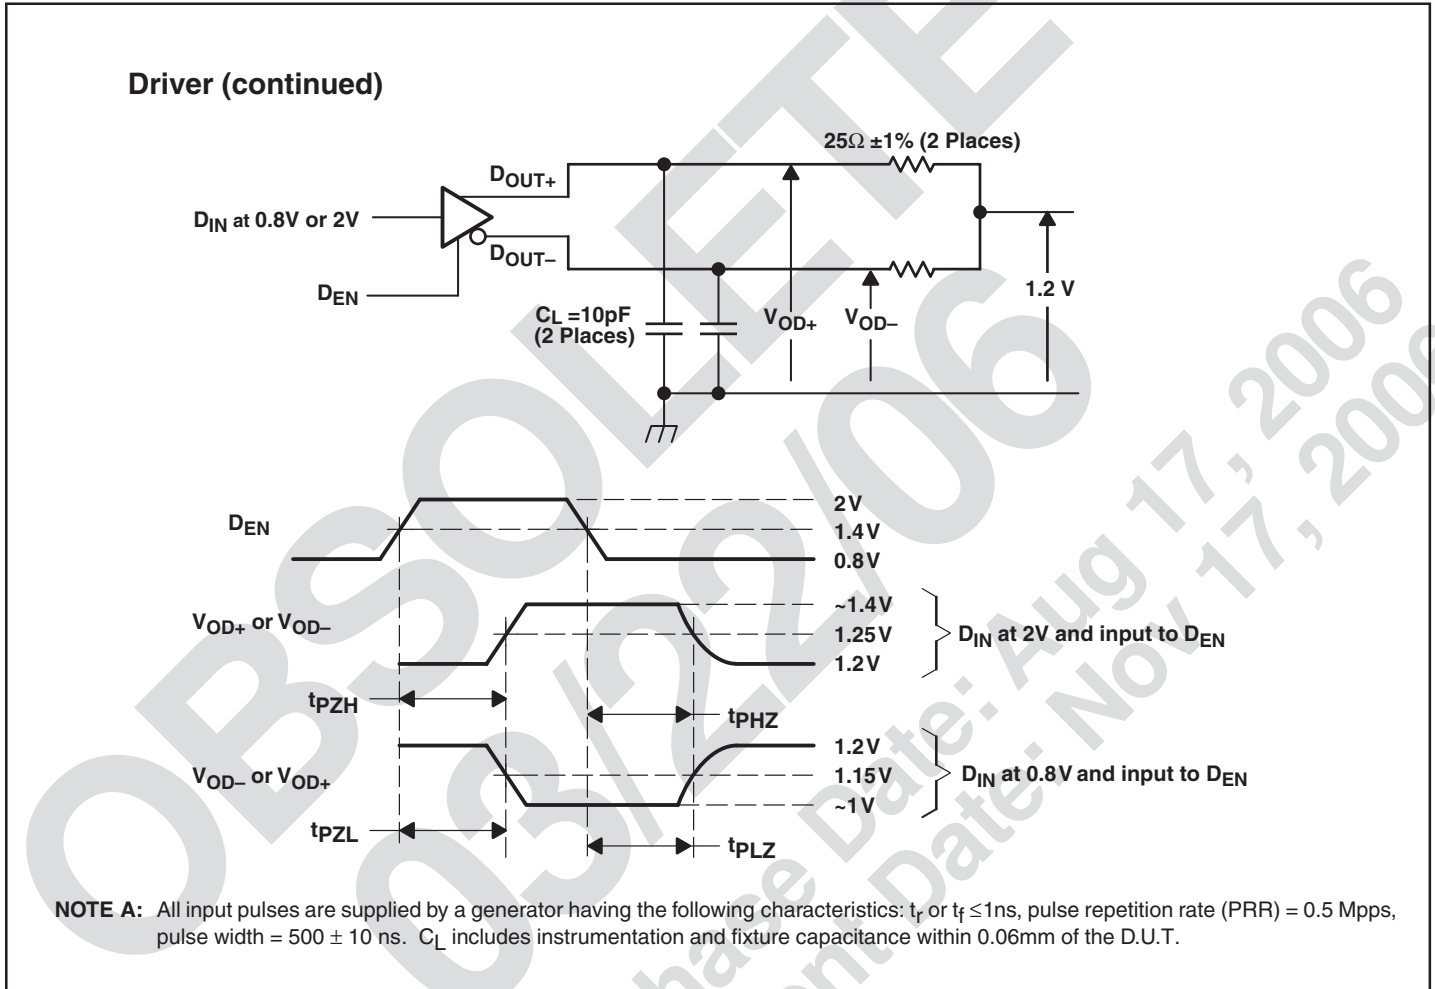 Driver (continued)
25Ω ±1% (2 Places)
DOUT+
DIN at 0.8V or 2V
DOUT–
DEN
1.2 V
CL =10pF
(2 Places)
VOD+
VOD–
2V
DEN
1.4V
0.8V
~1.4V
VOD+ or VOD–
1.25V
DIN at 2V and input to DEN
1.2V
tPZH
tPHZ
1.2V
VOD– or VOD+
1.15V
DIN at 0.8V and input to DEN
~1V
tPZL
tPLZ
NOTE A: All input pulses are supplied by a generator having the following characteristics: tr or tf ≤1ns, pulse repetition rate (PRR) = 0.5 Mpps,
pulse width = 500 ± 10 ns. CL includes instrumentation and fixture capacitance within 0.06mm of the D.U.T.
OBSOLETE
03/22/06
hase Date: Aug 17, 2006
ent Date: Nov 17, 2006